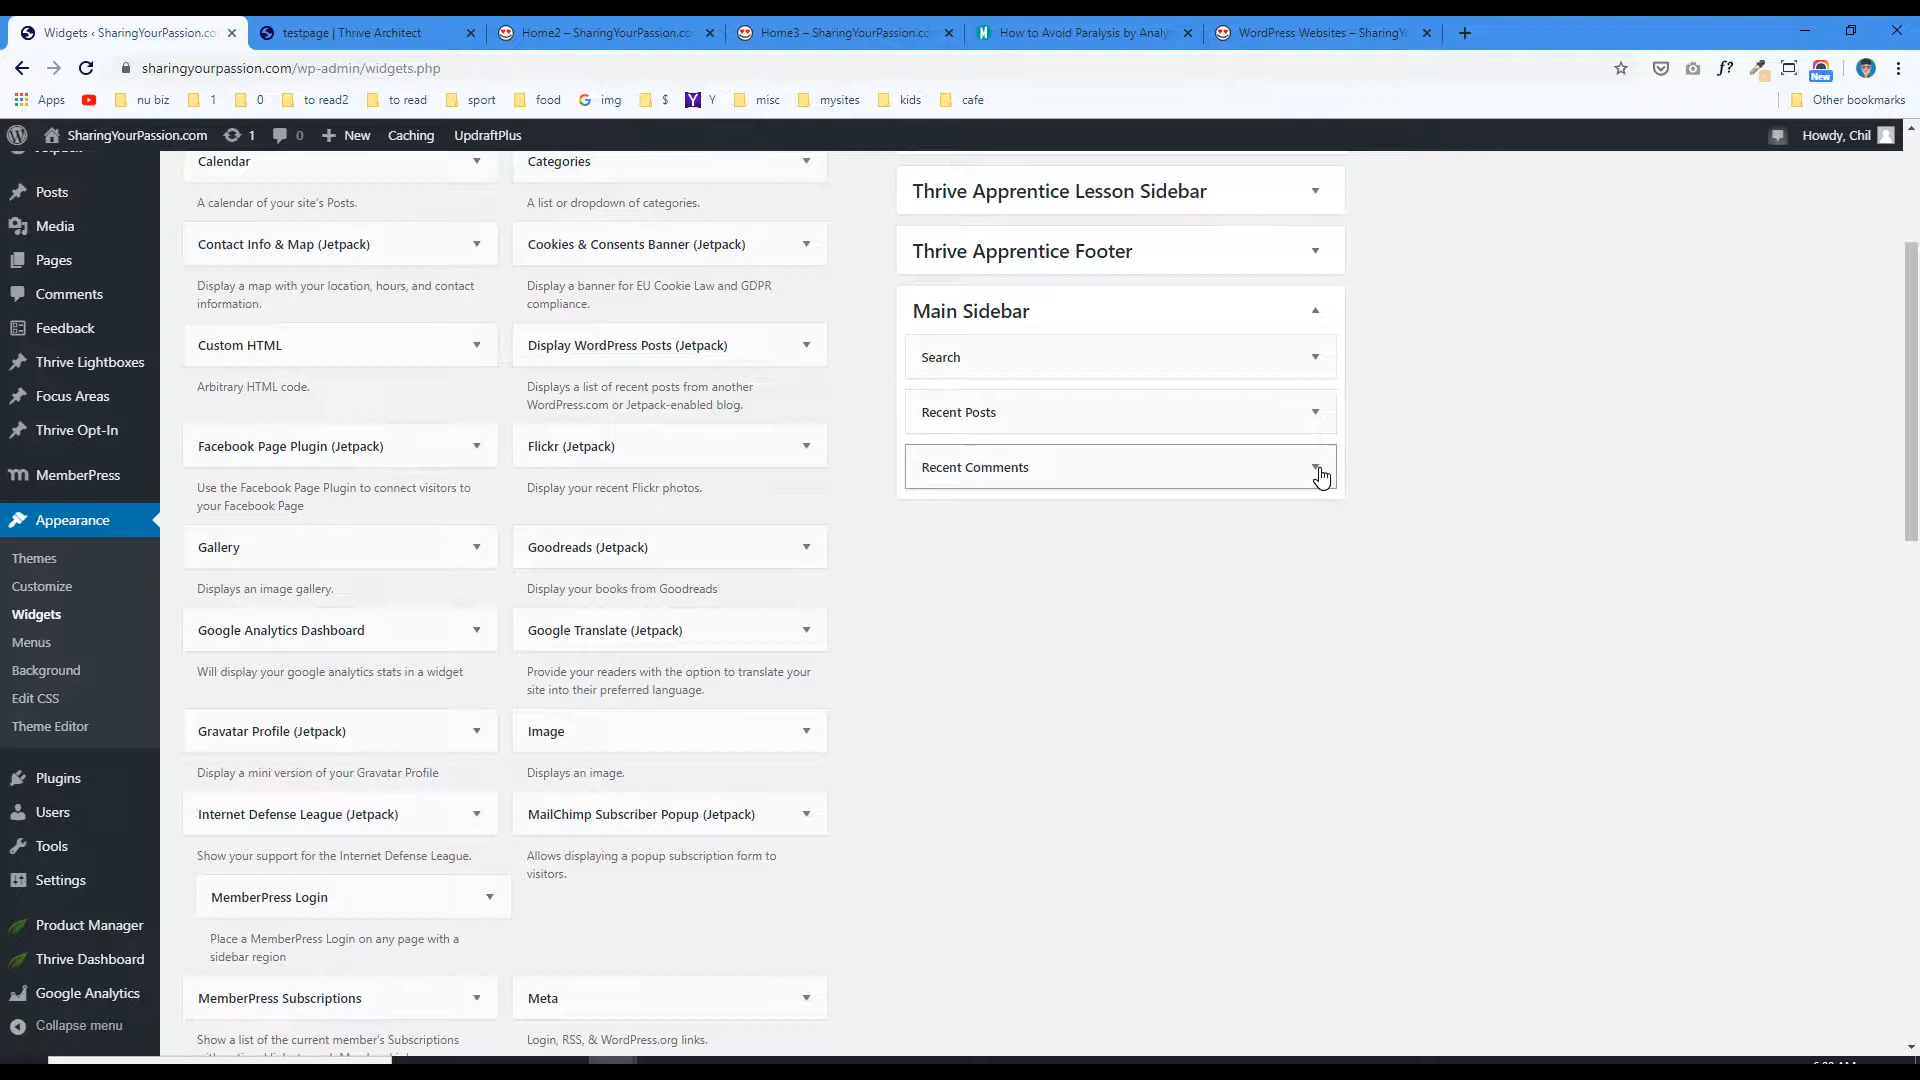 Widgets ‹ SharingYourPassion.co
testpage | Thrive Architect
Home2 – SharingYourPassion.co
Home3 – SharingYourPassion.co
How to Avoid Paralysis by Analy
WordPress Websites – SharingY
sharingyourpassion.com/wp-admin/widgets.php
f?
New
Apps
nu biz
1
0
to read2
to read
sport
food
img
$
Y
misc
mysites
kids
cafe
Other bookmarks
SharingYourPassion.com
1
0
New
Caching
UpdraftPlus
Howdy, Chil
Posts
Media
Pages
Comments
Feedback
Thrive Lightboxes
Focus Areas
Thrive Opt-In
MemberPress
Appearance
Themes
Customize
Widgets
Menus
Background
Edit CSS
Theme Editor
Plugins
Users
Tools
Settings
Product Manager
Thrive Dashboard
Google Analytics
Collapse menu
Calendar
A calendar of your site's Posts.
Categories
A list or dropdown of categories.
Contact Info & Map (Jetpack)
Display a map with your location, hours, and contact
information.
Cookies & Consents Banner (Jetpack)
Display a banner for EU Cookie Law and GDPR
compliance.
Custom HTML
Arbitrary HTML code.
Display WordPress Posts (Jetpack)
Displays a list of recent posts from another
WordPress.com or Jetpack-enabled blog.
Facebook Page Plugin (Jetpack)
Use the Facebook Page Plugin to connect visitors to
your Facebook Page
Flickr (Jetpack)
Display your recent Flickr photos.
Gallery
Displays an image gallery.
Goodreads (Jetpack)
Display your books from Goodreads
Google Analytics Dashboard
Will display your google analytics stats in a widget
Google Translate (Jetpack)
Provide your readers with the option to translate your
site into their preferred language.
Gravatar Profile (Jetpack)
Display a mini version of your Gravatar Profile
Image
Displays an image.
Internet Defense League (Jetpack)
Show your support for the Internet Defense League.
MailChimp Subscriber Popup (Jetpack)
Allows displaying a popup subscription form to
visitors.
MemberPress Login
Place a MemberPress Login on any page with a
sidebar region
MemberPress Subscriptions
Show a list of the current member's Subscriptions
Meta
Login, RSS, & WordPress.org links.
Thrive Apprentice Lesson Sidebar
Thrive Apprentice Footer
Main Sidebar
Search
Recent Posts
Recent Comments